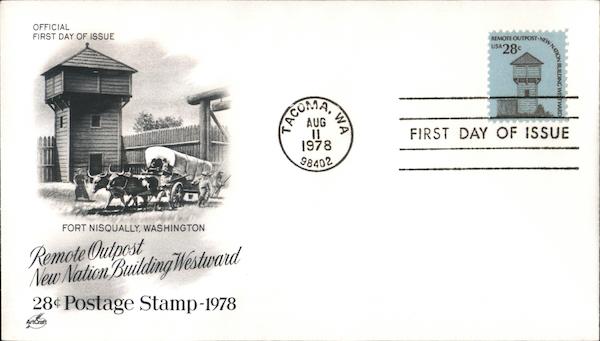 OFFICIAL
FIRST DAY OF ISSUE
FORT NISQUALLY, WASHINGTON
Remote Outpost
New Nation Building Westward
28¢ Postage Stamp-1978
ArtCraft
TACOMA, WA
AUG
11
1978
98402
REMOTE OUTPOST·NEW NATION BUILDING WESTWARD
USA 28c
FIRST DAY OF ISSUE